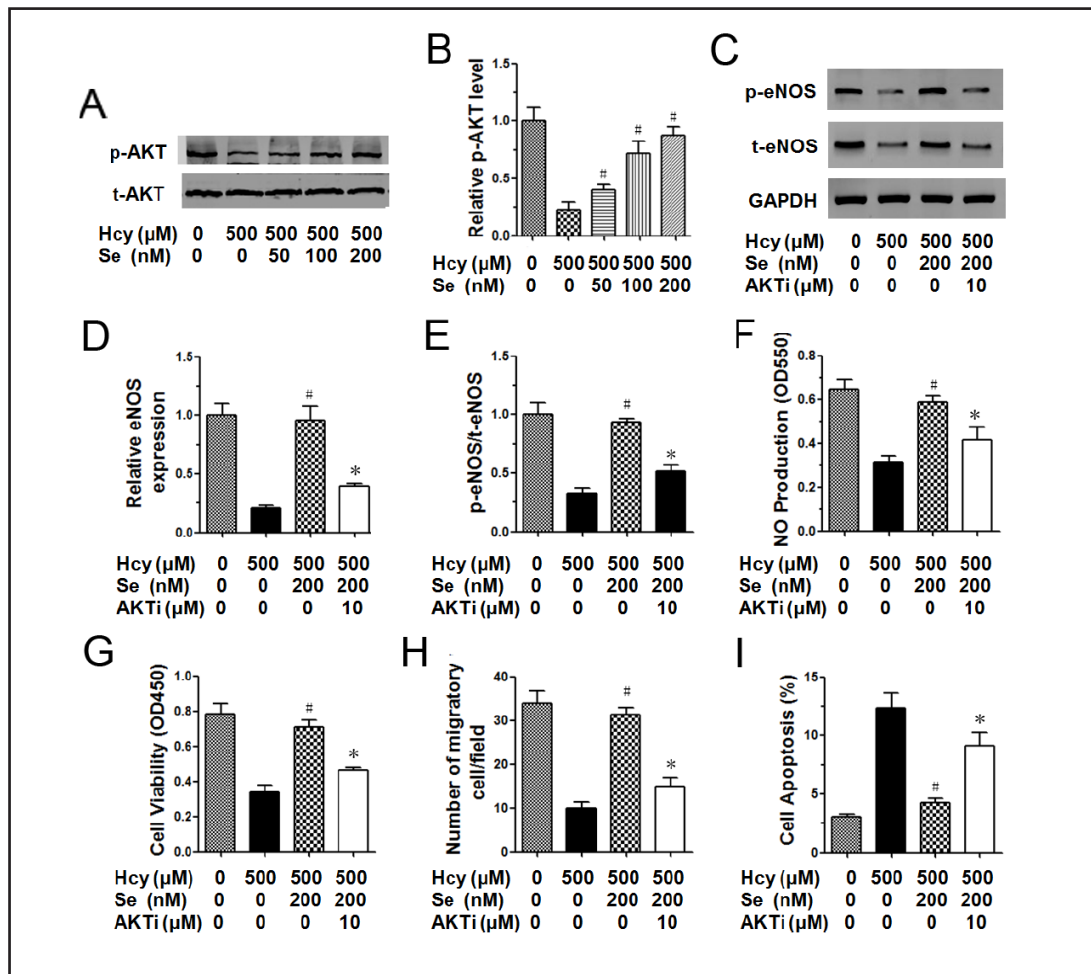 A
p-AKT
t-AKT
Hcy (µM) 0 500 500 500 500
Se (nM) 0 0 50 100 200
B
Relative p-AKT level
1.5
1.0
0.5
0.0
#
#
#
Hcy (µM) 0 500 500 500 500
Se (nM) 0 0 50 100 200
C
p-eNOS
t-eNOS
GAPDH
Hcy (µM) 0 500 500 500
Se (nM) 0 0 200 200
AKTi (µM) 0 0 0 10
D
Relative eNOS
expression
1.5
1.0
0.5
0.0
#
*
Hcy (µM) 0 500 500 500
Se (nM) 0 0 200 200
AKTi (µM) 0 0 0 10
E
p-eNOS/t-eNOS
1.5
1.0
0.5
0.0
#
*
Hcy (µM) 0 500 500 500
Se (nM) 0 0 200 200
AKTi (µM) 0 0 0 10
F
NO Production (OD550)
0.8
0.6
0.4
0.2
0.0
#
*
Hcy (µM) 0 500 500 500
Se (nM) 0 0 200 200
AKTi (µM) 0 0 0 10
G
Cell Viability (OD450)
1.0
0.8
0.6
0.4
0.2
0.0
#
*
Hcy (µM) 0 500 500 500
Se (nM) 0 0 200 200
AKTi (µM) 0 0 0 10
H
Number of migratory
cell/field
40
30
20
10
0
#
*
Hcy (µM) 0 500 500 500
Se (nM) 0 0 200 200
AKTi (µM) 0 0 0 10
I
Cell Apoptosis (%)
15
10
5
0
#
*
Hcy (µM) 0 500 500 500
Se (nM) 0 0 200 200
AKTi (µM) 0 0 0 10